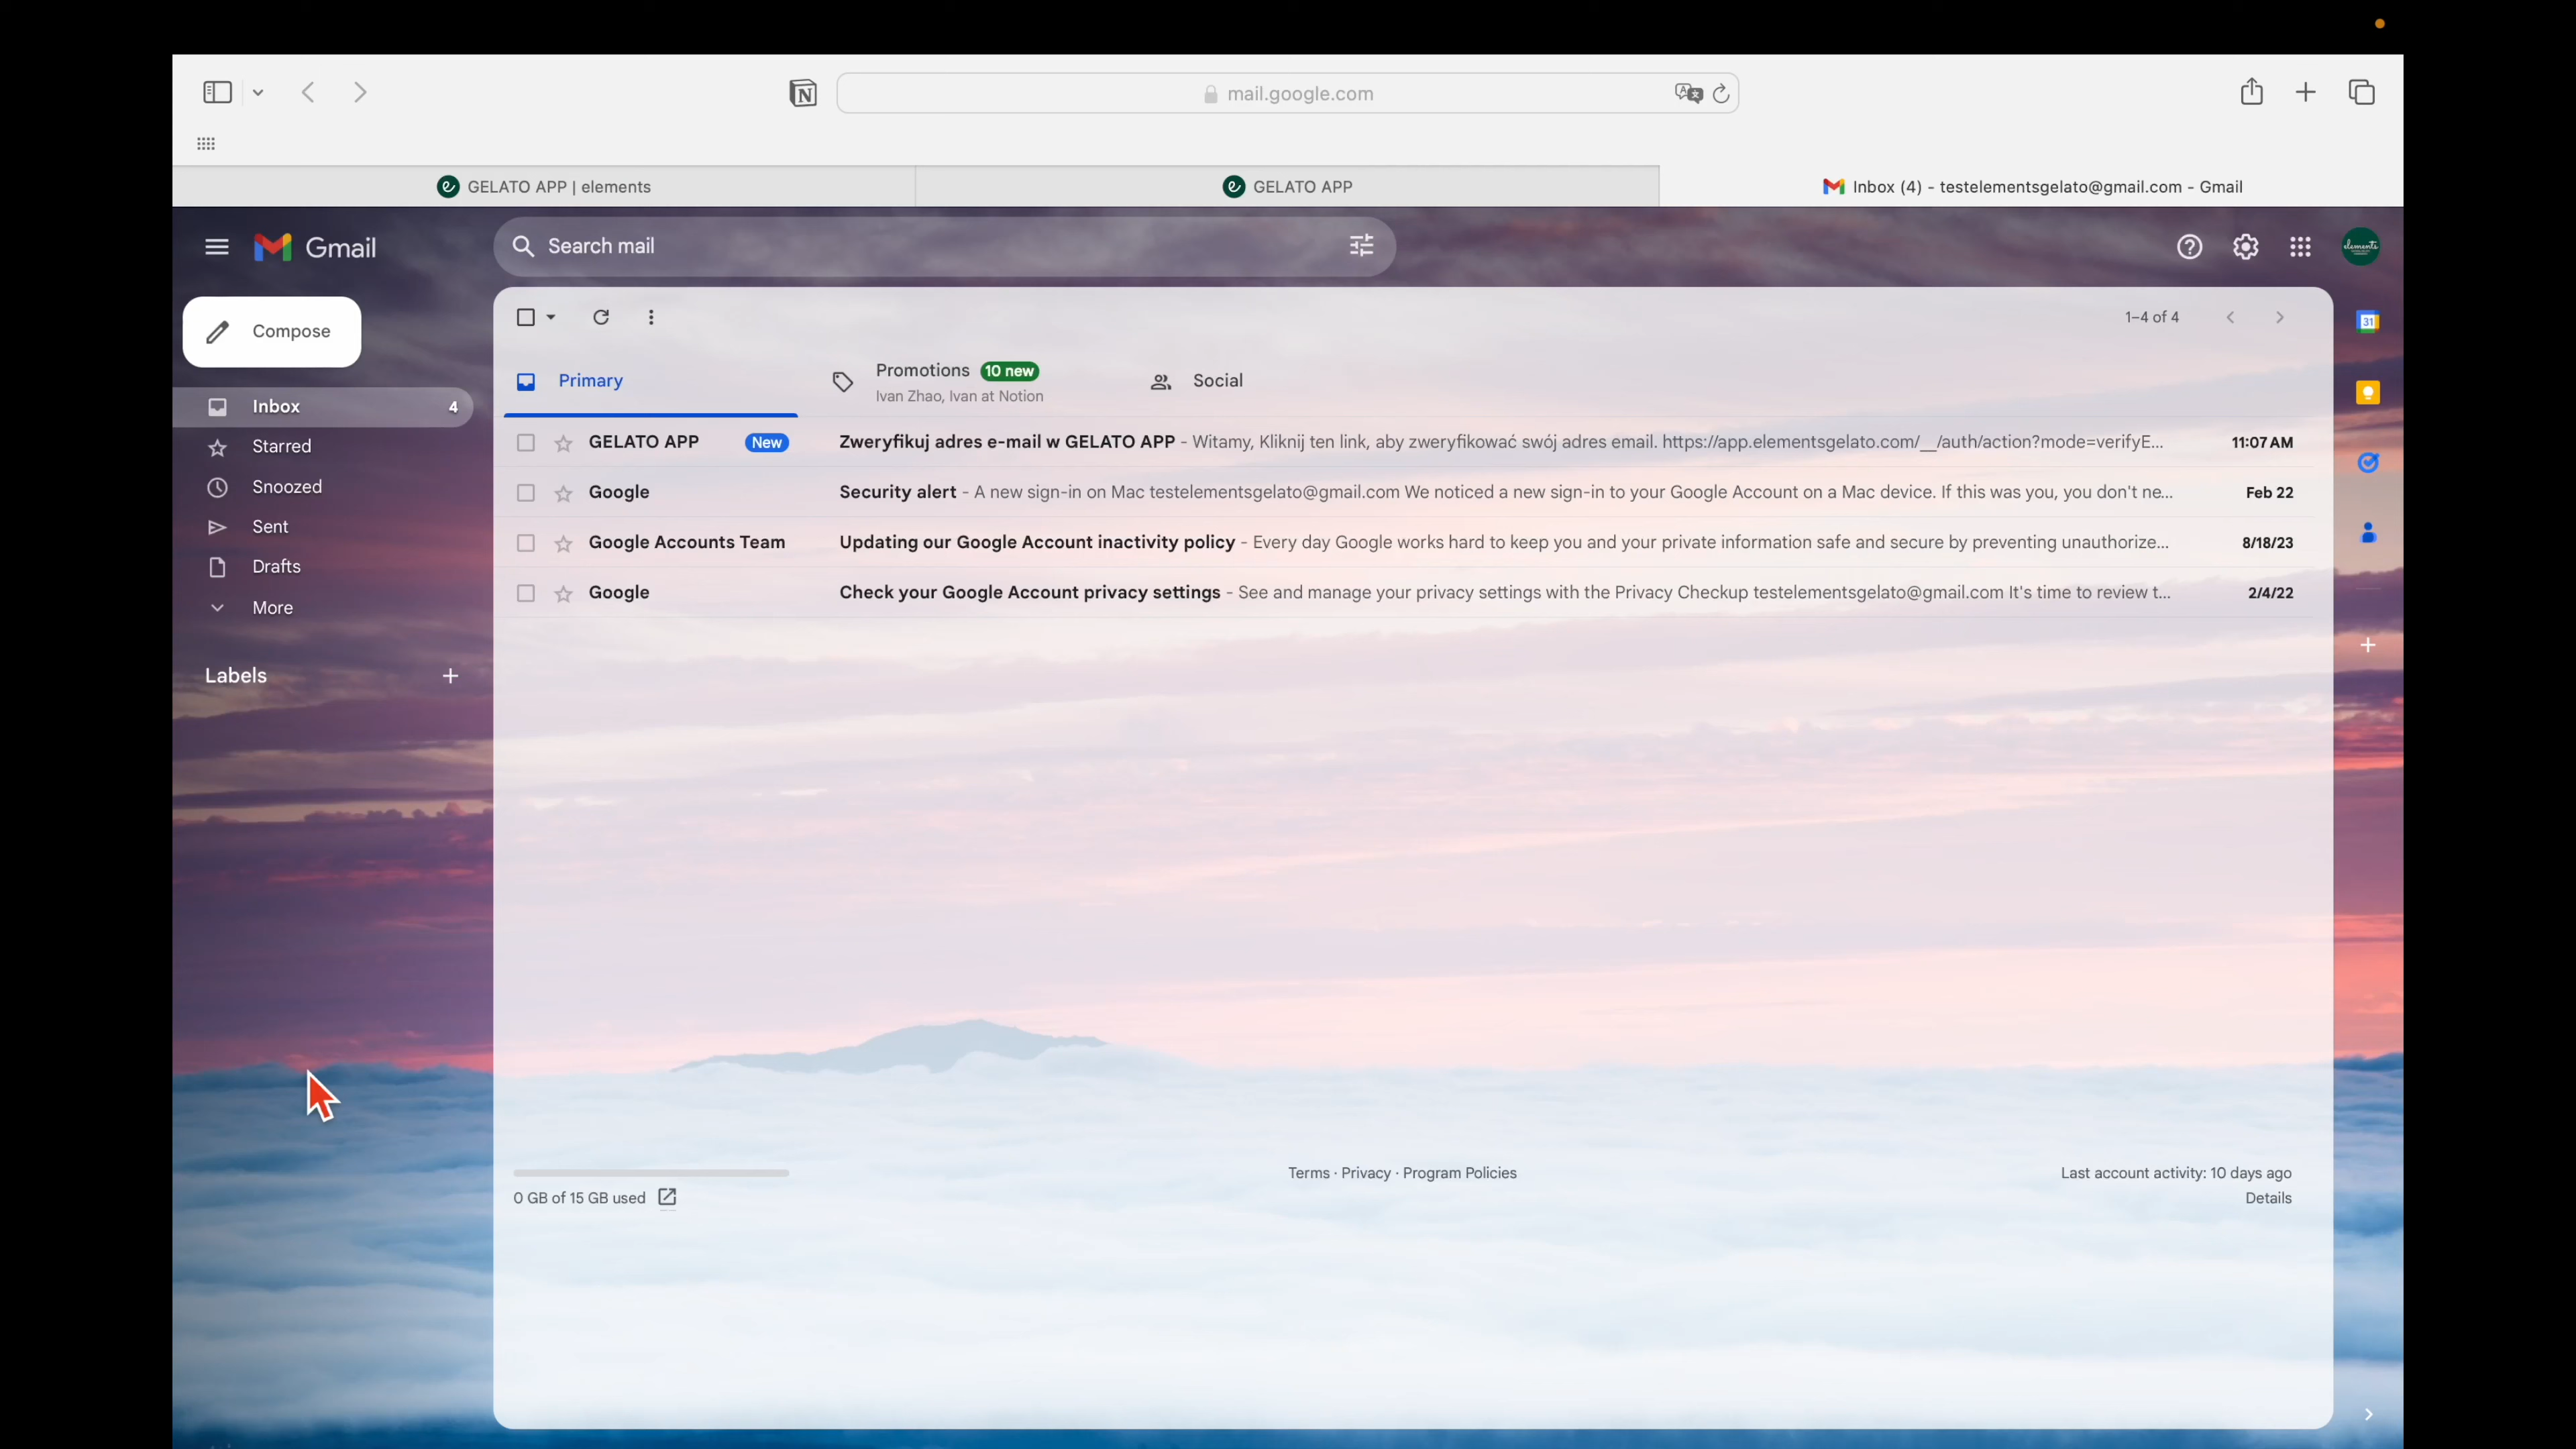 mail.google.com
GELATO APP | elements
GELATO APP
Inbox (4) - testelementsgelato@gmail.com - Gmail
Gmail
Search mail
elements
Compose
1–4 of 4
31
Primary
Promotions 10 new
Ivan Zhao, Ivan at Notion
Social
Inbox 4
Starred
Snoozed
Sent
Drafts
More
Labels
GELATO APP New Zweryfikuj adres e-mail w GELATO APP - Witamy, Kliknij ten link, aby zweryfikować swój adres email. https://app.elementsgelato.com/__/auth/action?mode=verifyE... 11:07 AM
Google Security alert - A new sign-in on Mac testelementsgelato@gmail.com We noticed a new sign-in to your Google Account on a Mac device. If this was you, you don't ne... Feb 22
Google Accounts Team Updating our Google Account inactivity policy - Every day Google works hard to keep you and your private information safe and secure by preventing unauthorize... 8/18/23
Google Check your Google Account privacy settings - See and manage your privacy settings with the Privacy Checkup testelementsgelato@gmail.com It's time to review t... 2/4/22
0 GB of 15 GB used
Terms · Privacy · Program Policies
Last account activity: 10 days ago
Details